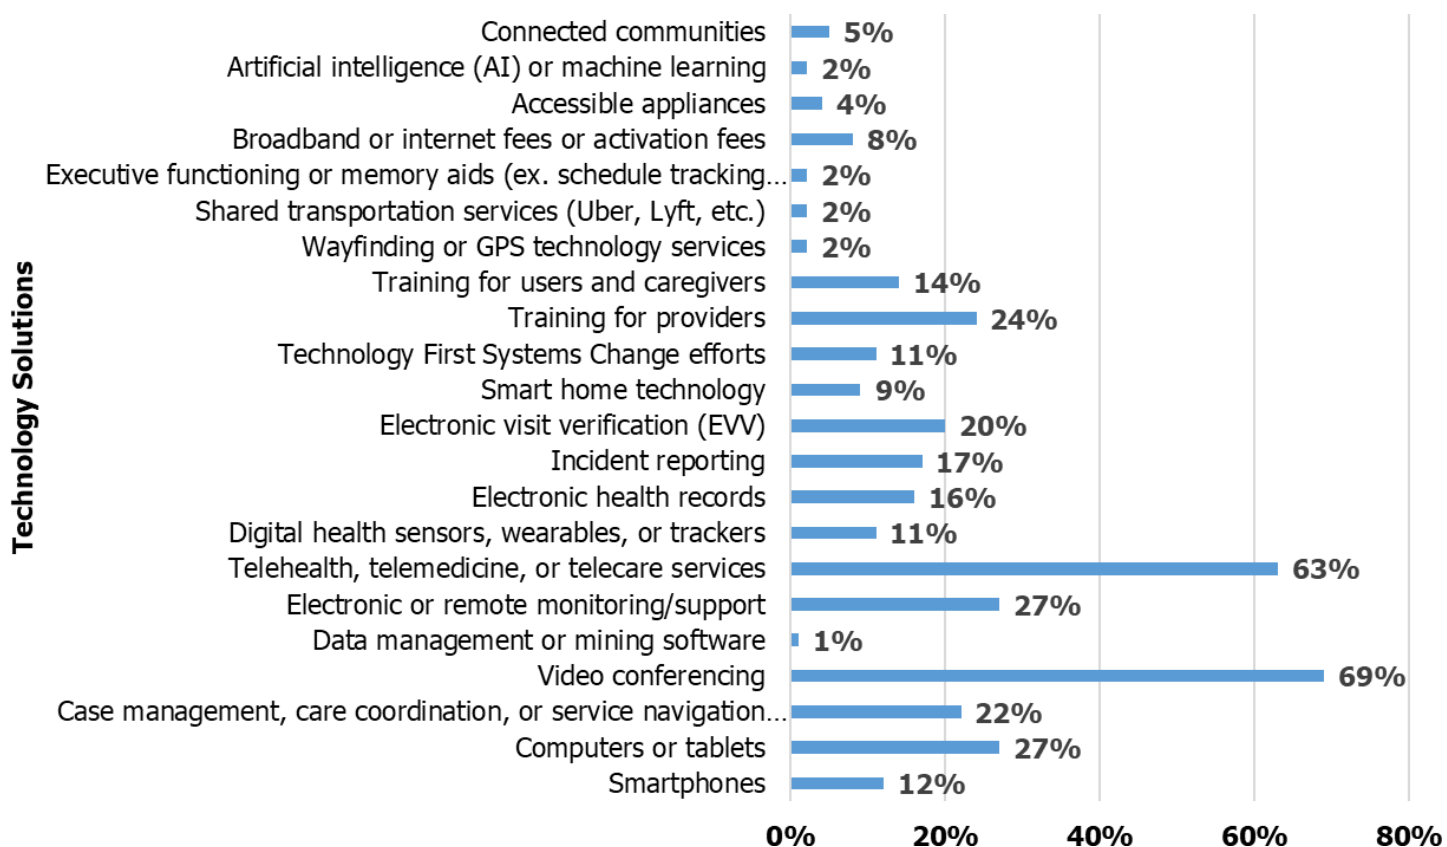 Connected communities 5%
Artificial intelligence (AI) or machine learning 2%
Accessible appliances 4%
Broadband or internet fees or activation fees 8%
Executive functioning or memory aids (ex. schedule tracking... 2%
Shared transportation services (Uber, Lyft, etc.) 2%
Wayfinding or GPS technology services 2%
Training for users and caregivers 14%
Training for providers 24%
Technology First Systems Change efforts 11%
Smart home technology 9%
Electronic visit verification (EVV) 20%
Incident reporting 17%
Electronic health records 16%
Digital health sensors, wearables, or trackers 11%
Telehealth, telemedicine, or telecare services 63%
Electronic or remote monitoring/support 27%
Data management or mining software 1%
Video conferencing 69%
Case management, care coordination, or service navigation... 22%
Computers or tablets 27%
Smartphones 12%
0% 20% 40% 60% 80%
Technology Solutions